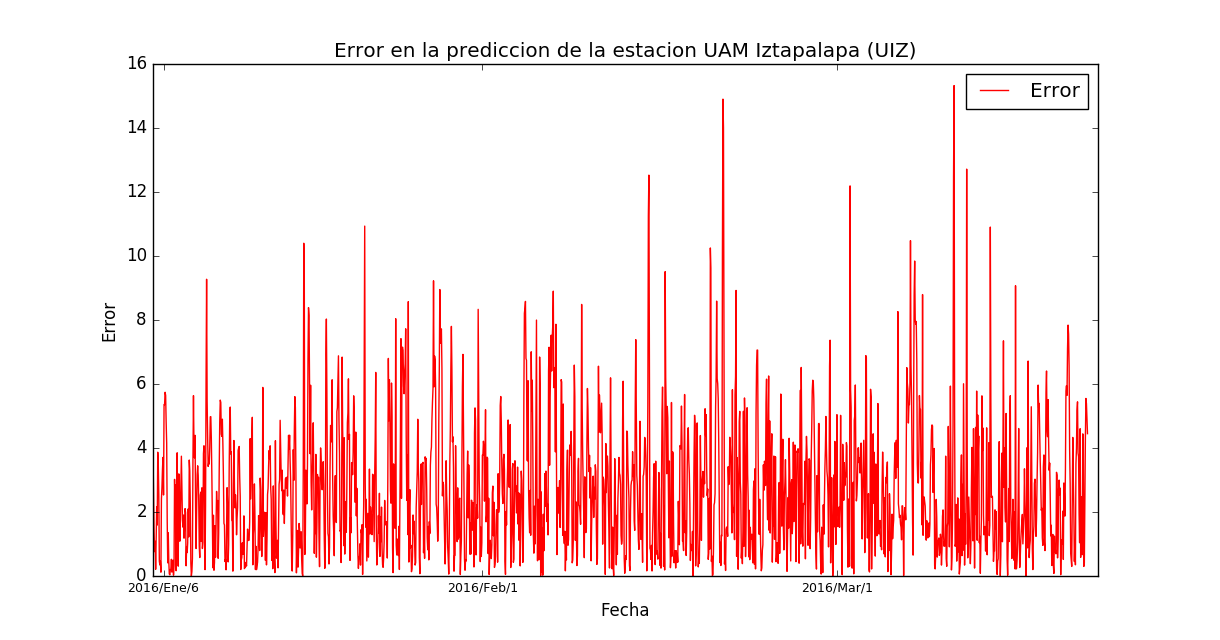 Error en la prediccion de la estacion UAM Iztapalapa (UIZ)
16
14
12
10
8
6
4
2
0
Error
Error
2016/Ene/6
2016/Feb/1
2016/Mar/1
Fecha